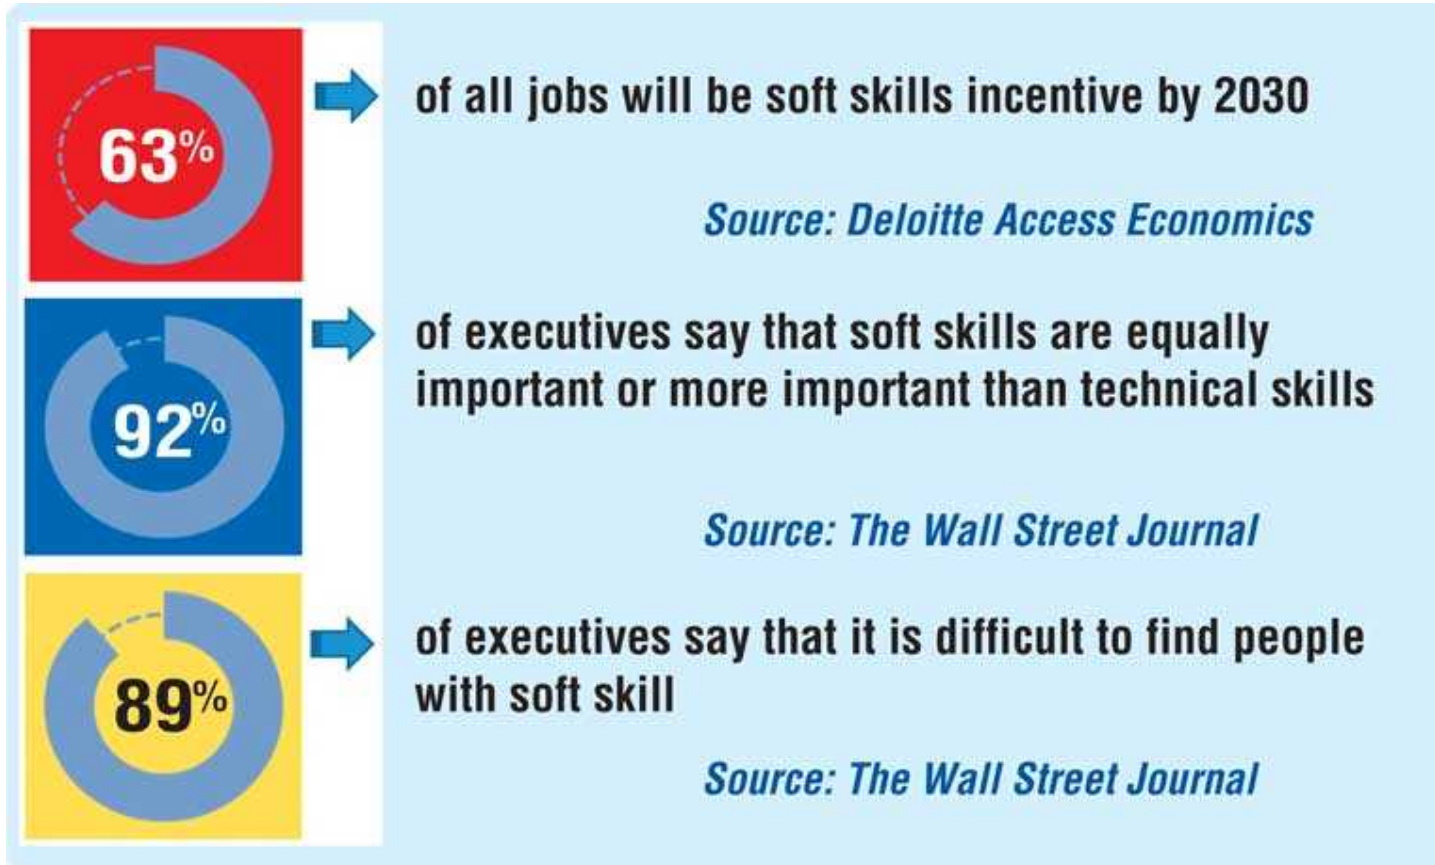 63%
of all jobs will be soft skills incentive by 2030
Source: Deloitte Access Economics
92%
of executives say that soft skills are equally
important or more important than technical skills
Source: The Wall Street Journal
89%
of executives say that it is difficult to find people
with soft skill
Source: The Wall Street Journal